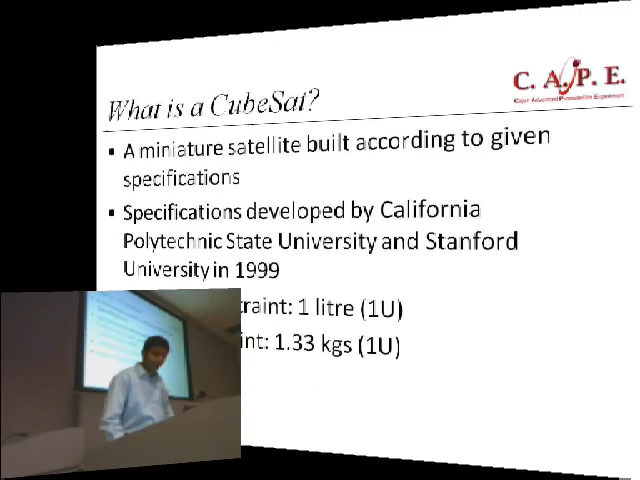 C. A. P. E.
Cajun Advanced Picosatellite Experiment
What is a CubeSat?
▪ A miniature satellite built according to given
specifications
▪ Specifications developed by California
Polytechnic State University and Stanford
University in 1999
traint: 1 litre (1U)
int: 1.33 kgs (1U)